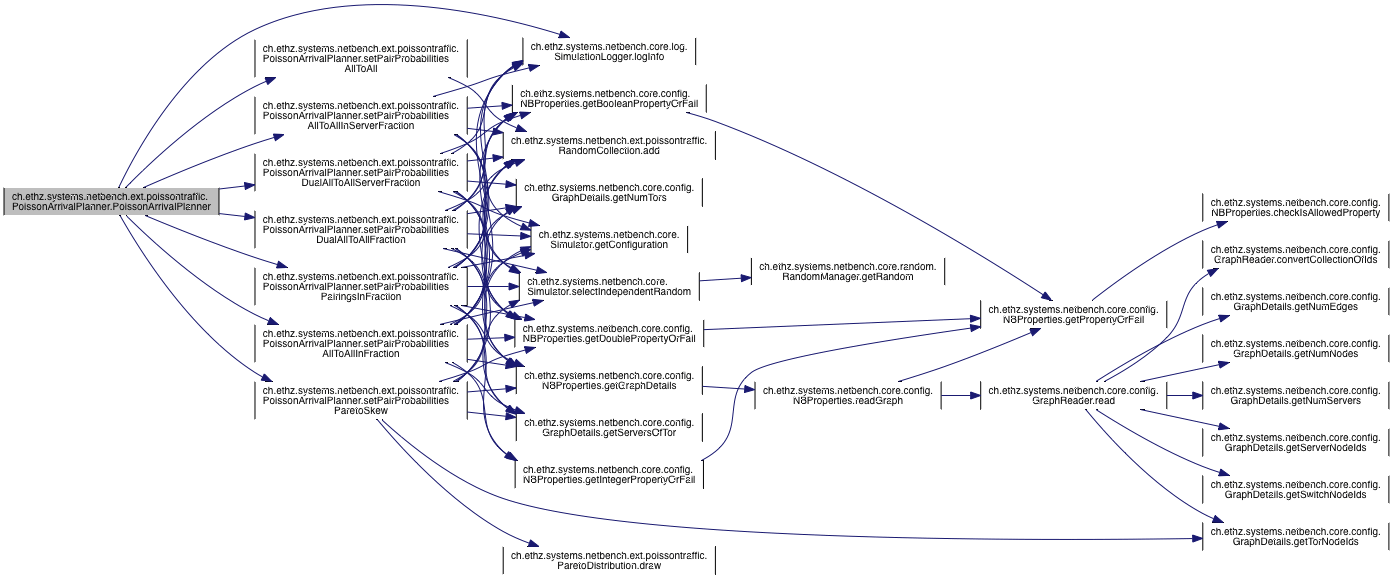 ch.ethz.systems.netbench.ext.poissontraffic.
PoissonArrivalPlanner.PoissonArrivalPlanner
ch.ethz.systems.netbench.ext.poissontraffic.
PoissonArrivalPlanner.setPairProbabilities
AllToAll
ch.ethz.systems.netbench.ext.poissontraffic.
PoissonArrivalPlanner.setPairProbabilities
AllToAllInServerFraction
ch.ethz.systems.netbench.ext.poissontraffic.
PoissonArrivalPlanner.setPairProbabilities
DualAllToAllServerFraction
ch.ethz.systems.netbench.ext.poissontraffic.
PoissonArrivalPlanner.setPairProbabilities
DualAllToAllFraction
ch.ethz.systems.netbench.ext.poissontraffic.
PoissonArrivalPlanner.setPairProbabilities
PairingsInFraction
ch.ethz.systems.netbench.ext.poissontraffic.
PoissonArrivalPlanner.setPairProbabilities
AllToAllInFraction
ch.ethz.systems.netbench.ext.poissontraffic.
PoissonArrivalPlanner.setPairProbabilities
ParetoSkew
ch.ethz.systems.netbench.core.log.
SimulationLogger.logInfo
ch.ethz.systems.netbench.core.config.
NBProperties.getBooleanPropertyOrFail
ch.ethz.systems.netbench.ext.poissontraffic.
RandomCollection.add
ch.ethz.systems.netbench.core.config.
GraphDetails.getNumTors
ch.ethz.systems.netbench.core.
Simulator.getConfiguration
ch.ethz.systems.netbench.core.
Simulator.selectIndependentRandom
ch.ethz.systems.netbench.core.config.
NBProperties.getDoublePropertyOrFail
ch.ethz.systems.netbench.core.config.
NBProperties.getGraphDetails
ch.ethz.systems.netbench.core.config.
GraphDetails.getServersOfTor
ch.ethz.systems.netbench.core.config.
NBProperties.getIntegerPropertyOrFail
ch.ethz.systems.netbench.ext.poissontraffic.
ParetoDistribution.draw
ch.ethz.systems.netbench.core.random.
RandomManager.getRandom
ch.ethz.systems.netbench.core.config.
NBProperties.readGraph
ch.ethz.systems.netbench.core.config.
NBProperties.getPropertyOrFail
ch.ethz.systems.netbench.core.config.
GraphReader.read
ch.ethz.systems.netbench.core.config.
NBProperties.checkIsAllowedProperty
ch.ethz.systems.netbench.core.config.
GraphReader.convertCollectionOfIds
ch.ethz.systems.netbench.core.config.
GraphDetails.getNumEdges
ch.ethz.systems.netbench.core.config.
GraphDetails.getNumNodes
ch.ethz.systems.netbench.core.config.
GraphDetails.getNumServers
ch.ethz.systems.netbench.core.config.
GraphDetails.getServerNodeIds
ch.ethz.systems.netbench.core.config.
GraphDetails.getSwitchNodeIds
ch.ethz.systems.netbench.core.config.
GraphDetails.getTorNodeIds